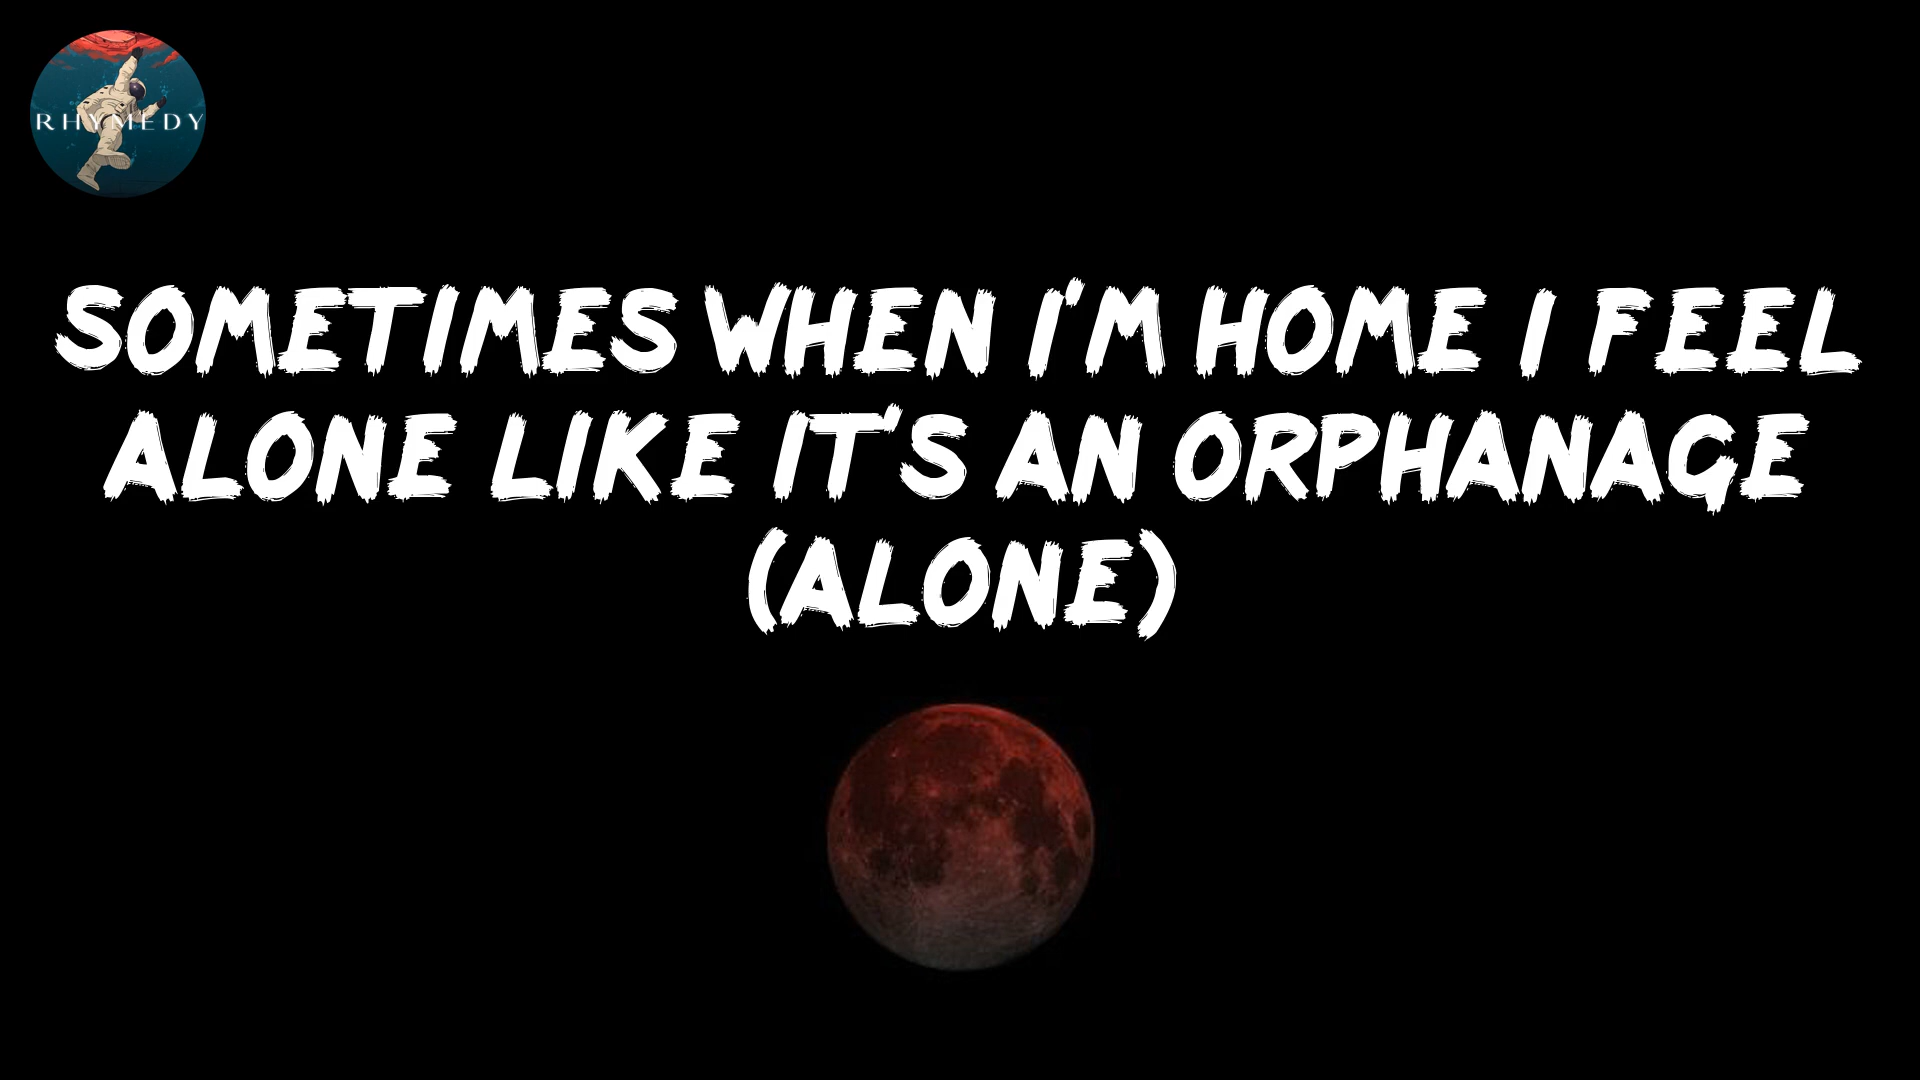 RHYMEDY
SOMETIMES WHEN I'M HOME I FEEL
ALONE LIKE IT'S AN ORPHANAGE
(ALONE)